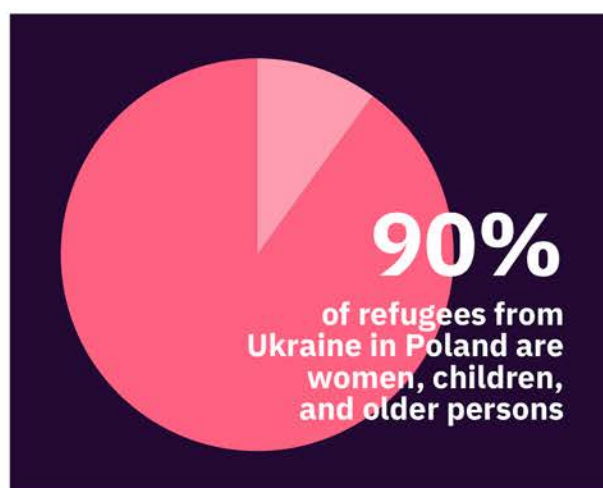 90%
of refugees from
Ukraine in Poland are
women, children,
and older persons